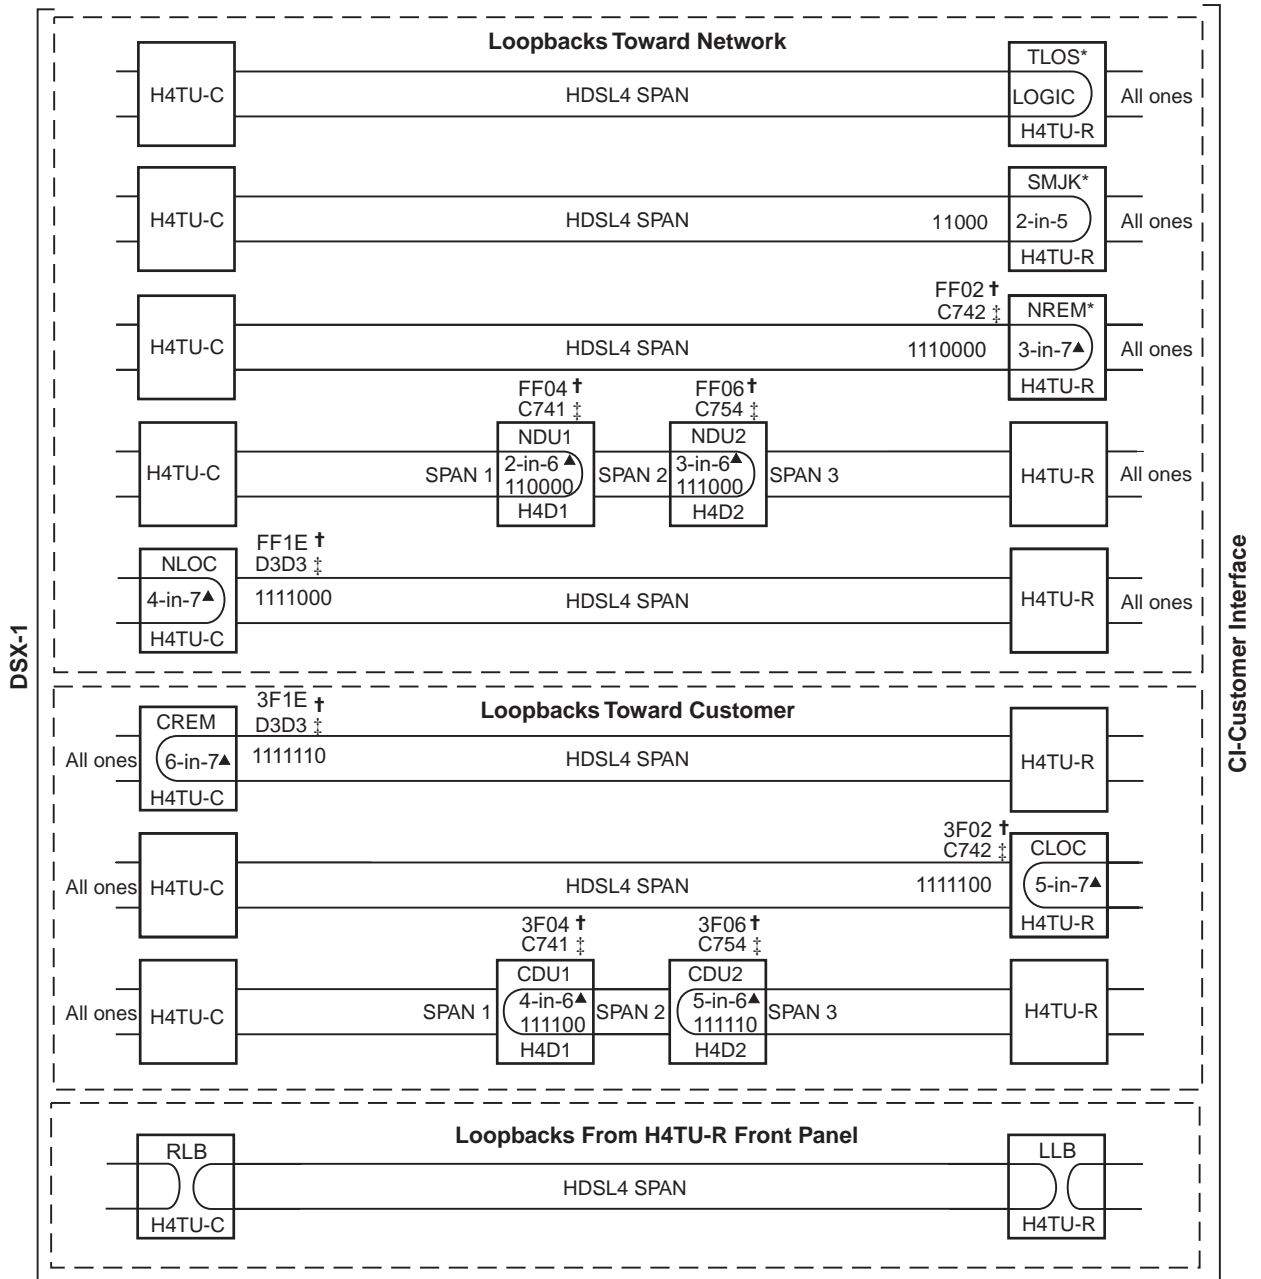 Loopbacks Toward Network
TLOS*
H4TU-C
HDSL4 SPAN
LOGIC
All ones
H4TU-R
SMJK*
H4TU-C
HDSL4 SPAN
11000
2-in-5
All ones
H4TU-R
FF02 †
C742 ‡
NREM*
H4TU-C
HDSL4 SPAN
1110000
3-in-7▲
All ones
H4TU-R
FF04 †
C741 ‡
FF06 †
C754 ‡
NDU1
NDU2
H4TU-C
SPAN 1
2-in-6 ▲
110000
SPAN 2
3-in-6▲
111000
SPAN 3
H4TU-R
All ones
H4D1
H4D2
FF1E †
D3D3 ‡
NLOC
4-in-7▲
1111000
HDSL4 SPAN
H4TU-R
All ones
H4TU-C
DSX-1
CI-Customer Interface
Loopbacks Toward Customer
3F1E †
D3D3 ‡
CREM
All ones
6-in-7▲
1111110
HDSL4 SPAN
H4TU-R
H4TU-C
3F02 †
C742 ‡
CLOC
All ones
H4TU-C
HDSL4 SPAN
1111100
5-in-7▲
H4TU-R
3F04 †
C741 ‡
3F06 †
C754 ‡
CDU1
CDU2
All ones
H4TU-C
SPAN 1
4-in-6▲
111100
SPAN 2
5-in-6▲
111110
SPAN 3
H4TU-R
H4D1
H4D2
Loopbacks From H4TU-R Front Panel
RLB
LLB
HDSL4 SPAN
H4TU-C
H4TU-R